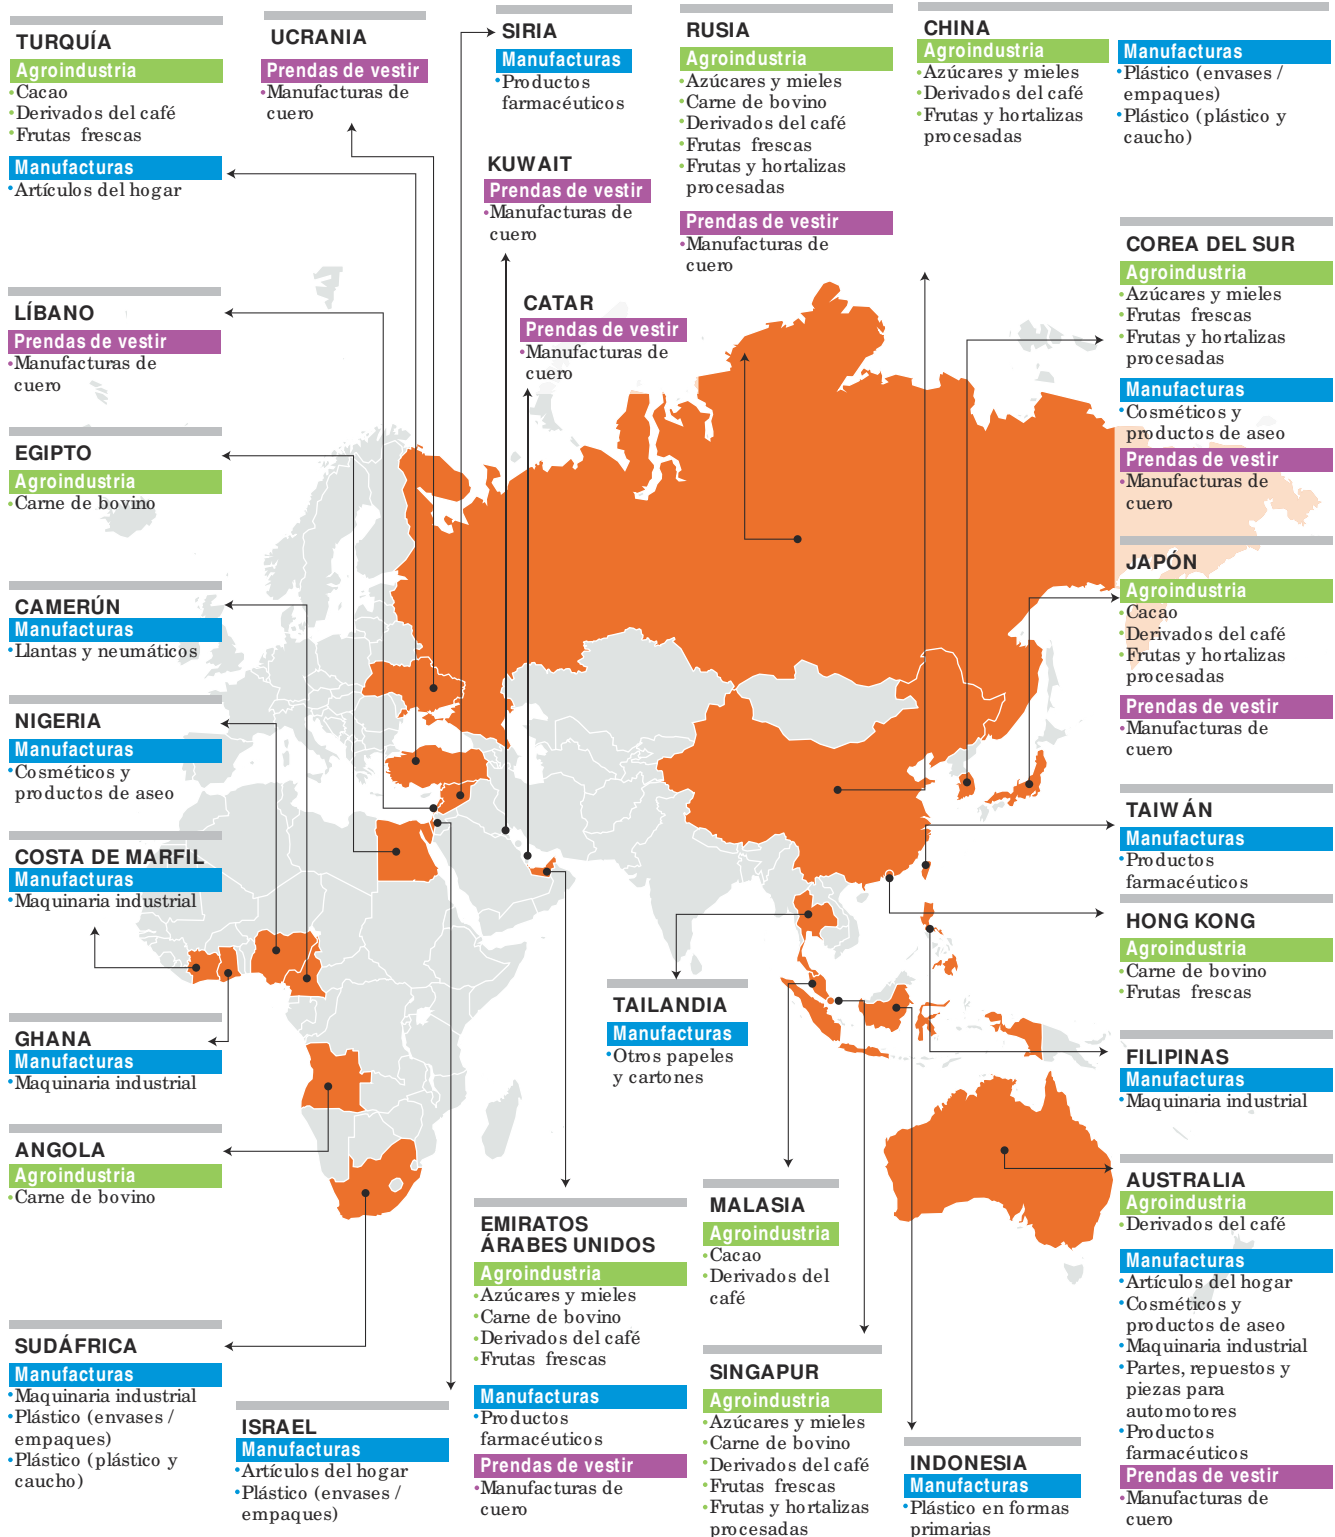 TURQUÍA
Agroindustria
•Cacao
•Derivados del café
•Frutas frescas
Manufacturas
•Artículos del hogar
UCRANIA
Prendas de vestir
•Manufacturas de
cuero
SIRIA
Manufacturas
•Productos
farmacéuticos
KUWAIT
Prendas de vestir
•Manufacturas de
cuero
CATAR
Prendas de vestir
•Manufacturas de
cuero
RUSIA
Agroindustria
•Azúcares y mieles
•Carne de bovino
•Derivados del café
•Frutas frescas
•Frutas y hortalizas
procesadas
Prendas de vestir
•Manufacturas de
cuero
CHINA
Agroindustria
•Azúcares y mieles
•Derivados del café
•Frutas y hortalizas
procesadas
Manufacturas
•Plástico (envases /
empaques)
•Plástico (plástico y
caucho)
LÍBANO
Prendas de vestir
•Manufacturas de
cuero
EGIPTO
Agroindustria
•Carne de bovino
CAMERÚN
Manufacturas
•Llantas y neumáticos
NIGERIA
Manufacturas
•Cosméticos y
productos de aseo
COSTA DE MARFIL
Manufacturas
•Maquinaria industrial
GHANA
Manufacturas
•Maquinaria industrial
ANGOLA
Agroindustria
•Carne de bovino
SUDÁFRICA
Manufacturas
•Maquinaria industrial
•Plástico (envases /
empaques)
•Plástico (plástico y
caucho)
ISRAEL
Manufacturas
•Artículos del hogar
•Plástico (envases /
empaques)
EMIRATOS
ÁRABES UNIDOS
Agroindustria
•Azúcares y mieles
•Carne de bovino
•Derivados del café
•Frutas frescas
Manufacturas
•Productos
farmacéuticos
Prendas de vestir
•Manufacturas de
cuero
TAILANDIA
Manufacturas
•Otros papeles
y cartones
MALASIA
Agroindustria
•Cacao
•Derivados del
café
SINGAPUR
Agroindustria
•Azúcares y mieles
•Carne de bovino
•Derivados del café
•Frutas frescas
•Frutas y hortalizas
procesadas
INDONESIA
Manufacturas
•Plástico en formas
primarias
COREA DEL SUR
Agroindustria
•Azúcares y mieles
•Frutas frescas
•Frutas y hortalizas
procesadas
Manufacturas
•Cosméticos y
productos de aseo
Prendas de vestir
•Manufacturas de
cuero
JAPÓN
Agroindustria
•Cacao
•Derivados del café
•Frutas y hortalizas
procesadas
Prendas de vestir
•Manufacturas de
cuero
TAIWÁN
Manufacturas
•Productos
farmacéuticos
HONG KONG
Agroindustria
•Carne de bovino
•Frutas frescas
FILIPINAS
Manufacturas
•Maquinaria industrial
AUSTRALIA
Agroindustria
•Derivados del café
Manufacturas
•Artículos del hogar
•Cosméticos y
productos de aseo
•Maquinaria industrial
•Partes, repuestos y
piezas para
automotores
•Productos
farmacéuticos
Prendas de vestir
•Manufacturas de
cuero